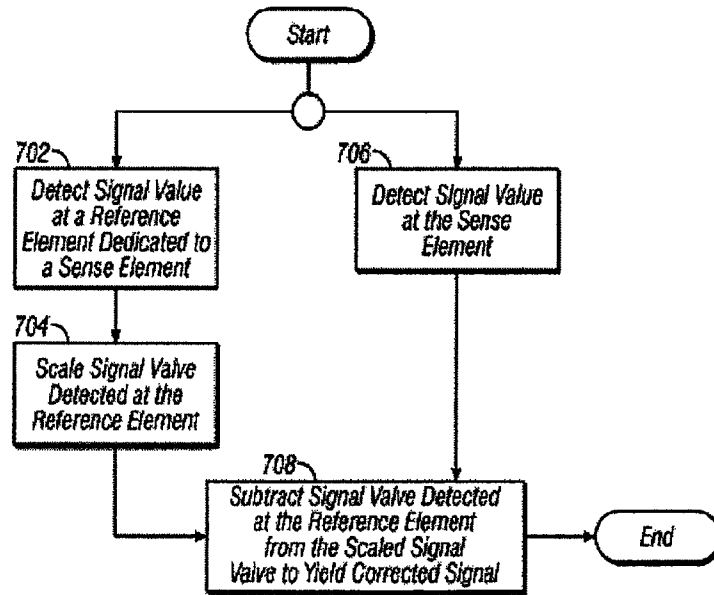 Start
702
Detect Signal Value
at a Reference
Element Dedicated to
a Sense Element
706
Detect Signal Value
at the Sense
Element
704
Scale Signal Valve
Detected at the
Reference Element
708
Subtract Signal Valve Detected
at the Reference Element
from the Scaled Signal
Valve to Yield Corrected Signal
End